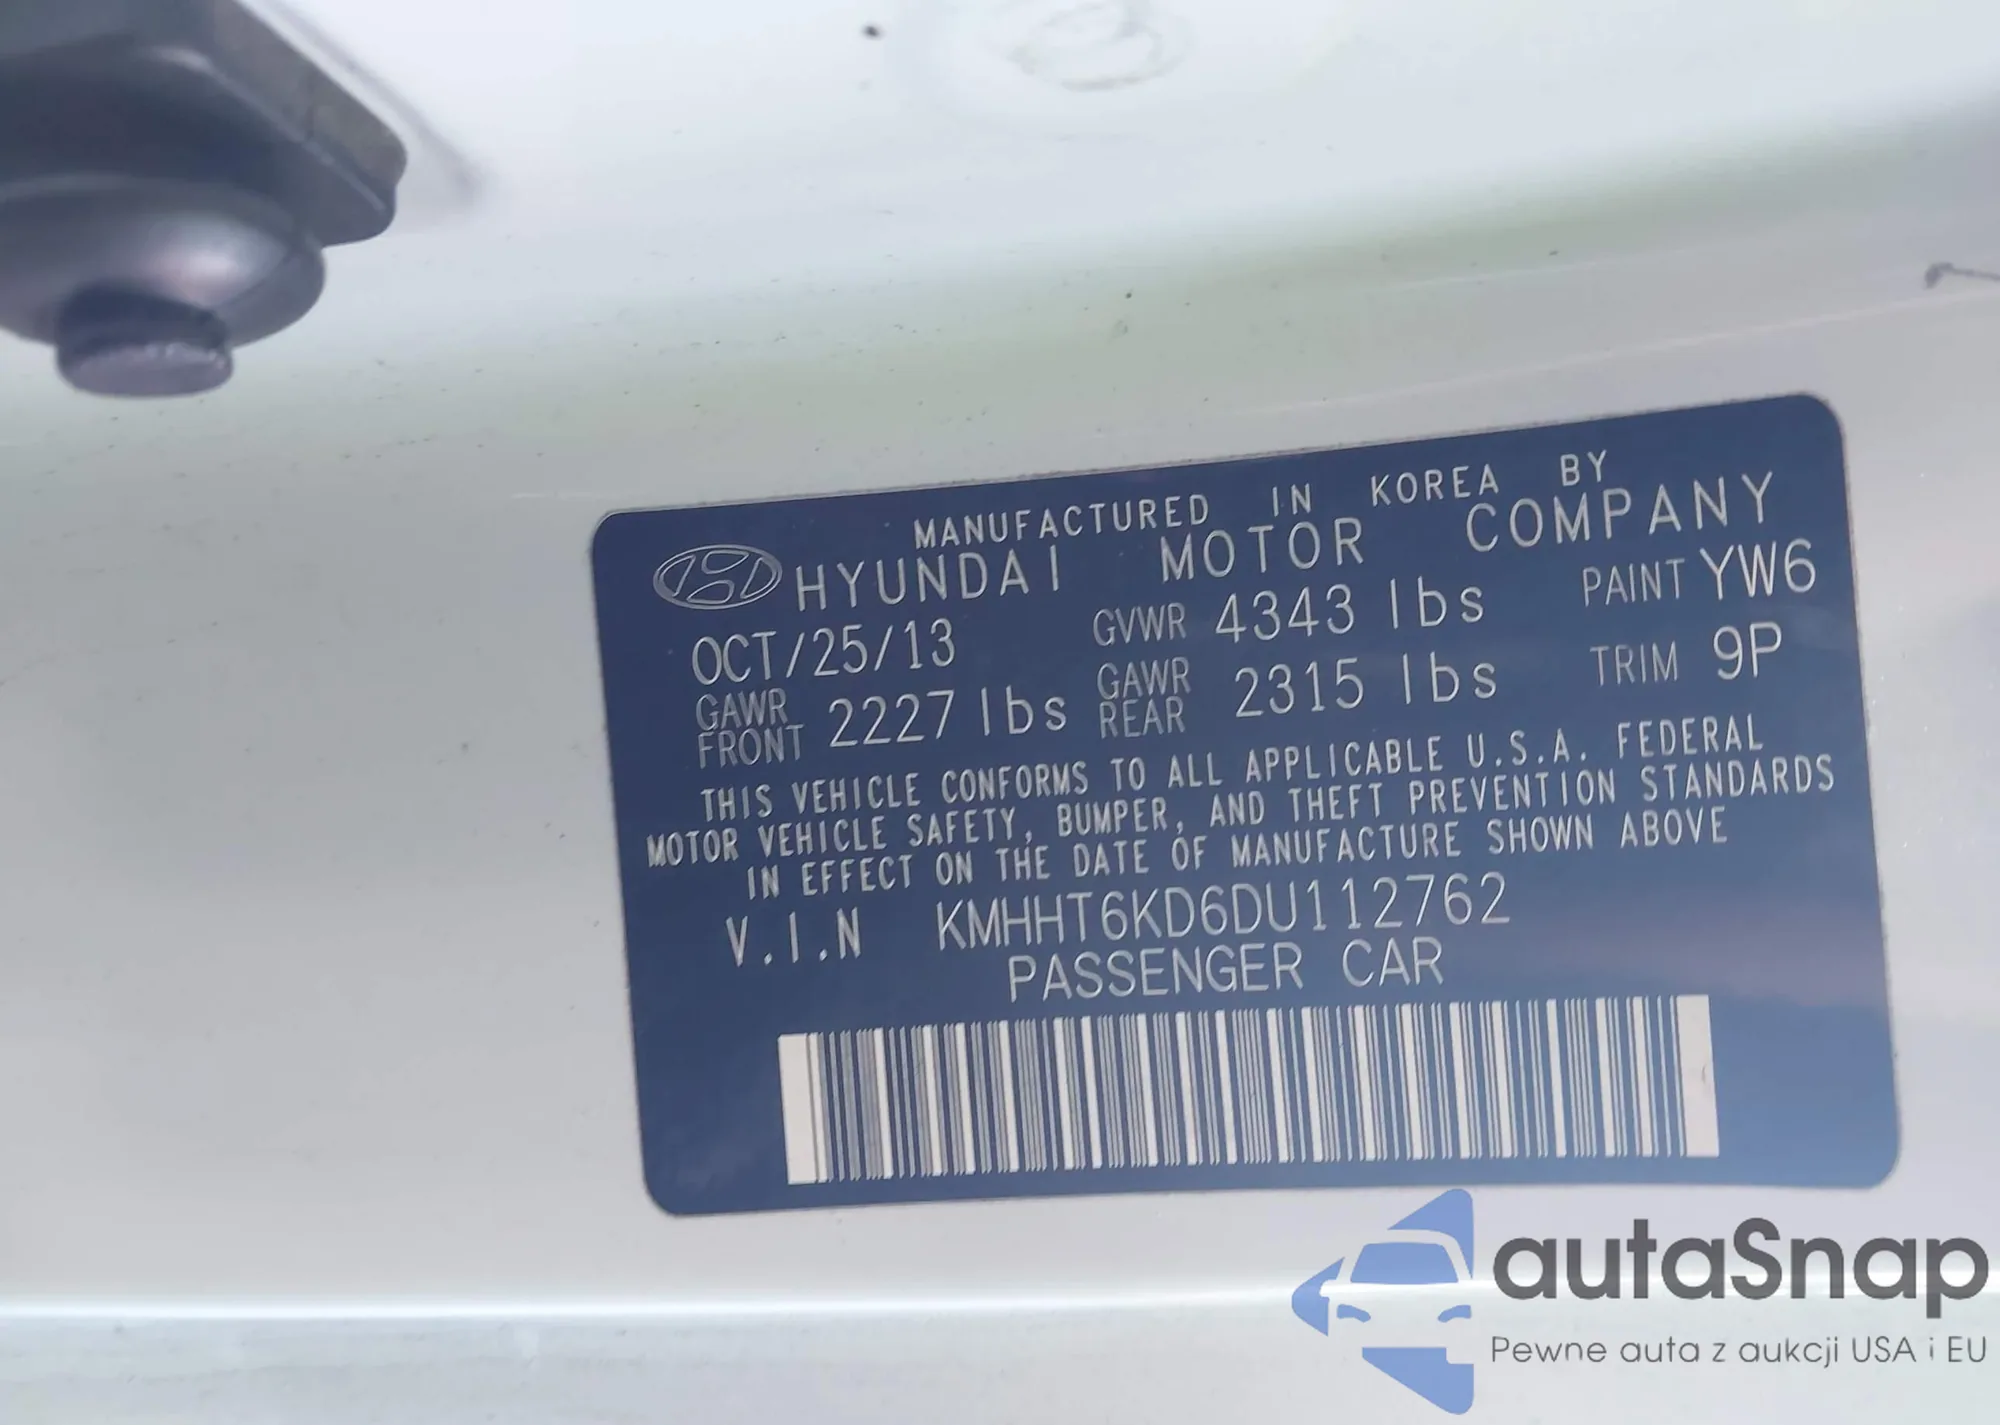 MANUFACTURED IN KOREA BY
HYUNDAI MOTOR COMPANY
OCT/25/13 GVWR 4343 lbs PAINT YW6
GAWR FRONT 2227 lbs GAWR REAR 2315 lbs TRIM 9P
THIS VEHICLE CONFORMS TO ALL APPLICABLE U.S.A. FEDERAL
MOTOR VEHICLE SAFETY, BUMPER, AND THEFT PREVENTION STANDARDS
IN EFFECT ON THE DATE OF MANUFACTURE SHOWN ABOVE
V.I.N KMHHT6KD6DU112762
PASSENGER CAR
autaSnap
Pewne auta z aukcji USA i EU